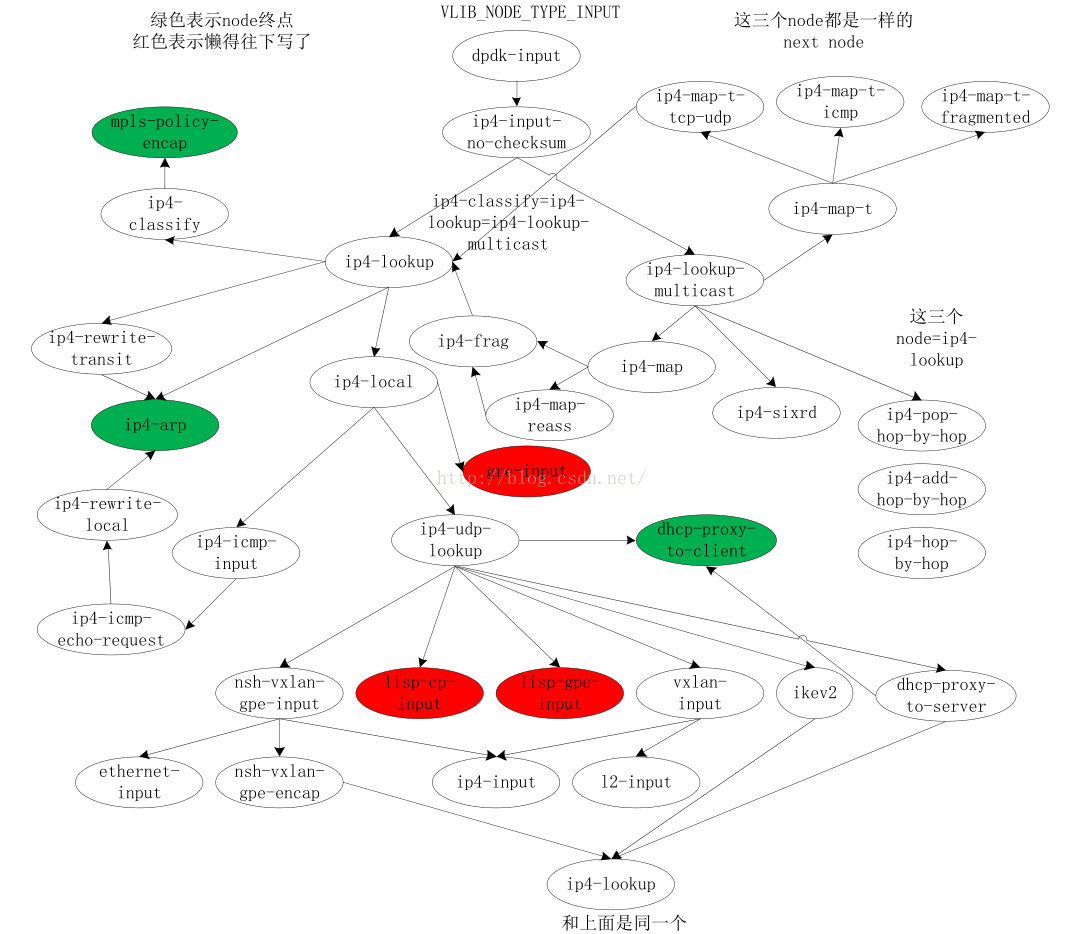 绿色表示node终点
红色表示懒得往下写了
VLIB_NODE_TYPE_INPUT
这三个node都是一样的
next node
dpdk-input
ip4-input-
no-checksum
ip4-map-t-
tcp-udp
ip4-map-t-
icmp
ip4-map-t-
fragmented
mpls-policy-
encap
ip4-
classify
ip4-classify=ip4-
lookup=ip4-lookup-
multicast
ip4-map-t
ip4-lookup
ip4-lookup-
multicast
ip4-rewrite-
transit
ip4-frag
ip4-map
这三个
node=ip4-
lookup
ip4-local
ip4-map-
reass
ip4-sixrd
ip4-pop-
hop-by-hop
ip4-arp
gre-input
http://blog.csdn.net/
ip4-add-
hop-by-hop
ip4-rewrite-
local
ip4-icmp-
input
ip4-udp-
lookup
dhcp-proxy-
to-client
ip4-hop-
by-hop
ip4-icmp-
echo-request
nsh-vxlan-
gpe-input
lisp-cp-
input
lisp-gpe-
input
vxlan-
input
ikev2
dhcp-proxy-
to-server
ethernet-
input
nsh-vxlan-
gpe-encap
ip4-input
l2-input
ip4-lookup
和上面是同一个